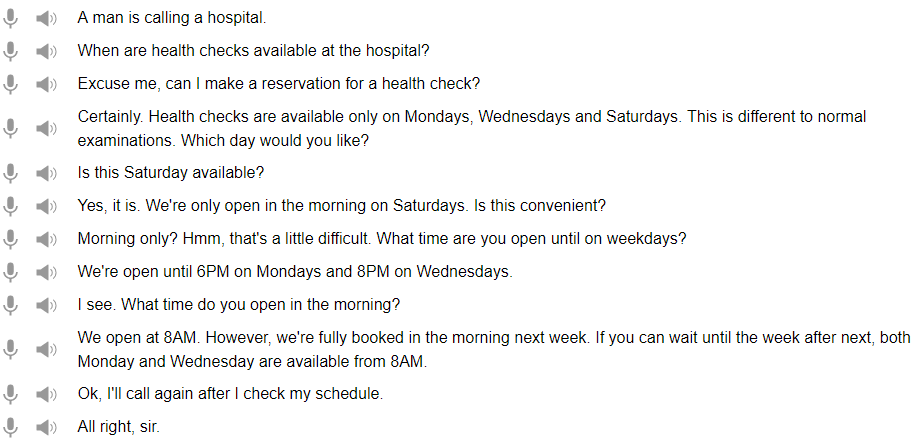 A man is calling a hospital.
When are health checks available at the hospital?
Excuse me, can I make a reservation for a health check?
Certainly. Health checks are available only on Mondays, Wednesdays and Saturdays. This is different to normal
examinations. Which day would you like?
Is this Saturday available?
Yes, it is. We're only open in the morning on Saturdays. Is this convenient?
Morning only? Hmm, that's a little difficult. What time are you open until on weekdays?
We're open until 6PM on Mondays and 8PM on Wednesdays.
I see. What time do you open in the morning?
We open at 8AM. However, we're fully booked in the morning next week. If you can wait until the week after next, both
Monday and Wednesday are available from 8AM.
Ok, I'll call again after I check my schedule.
All right, sir.